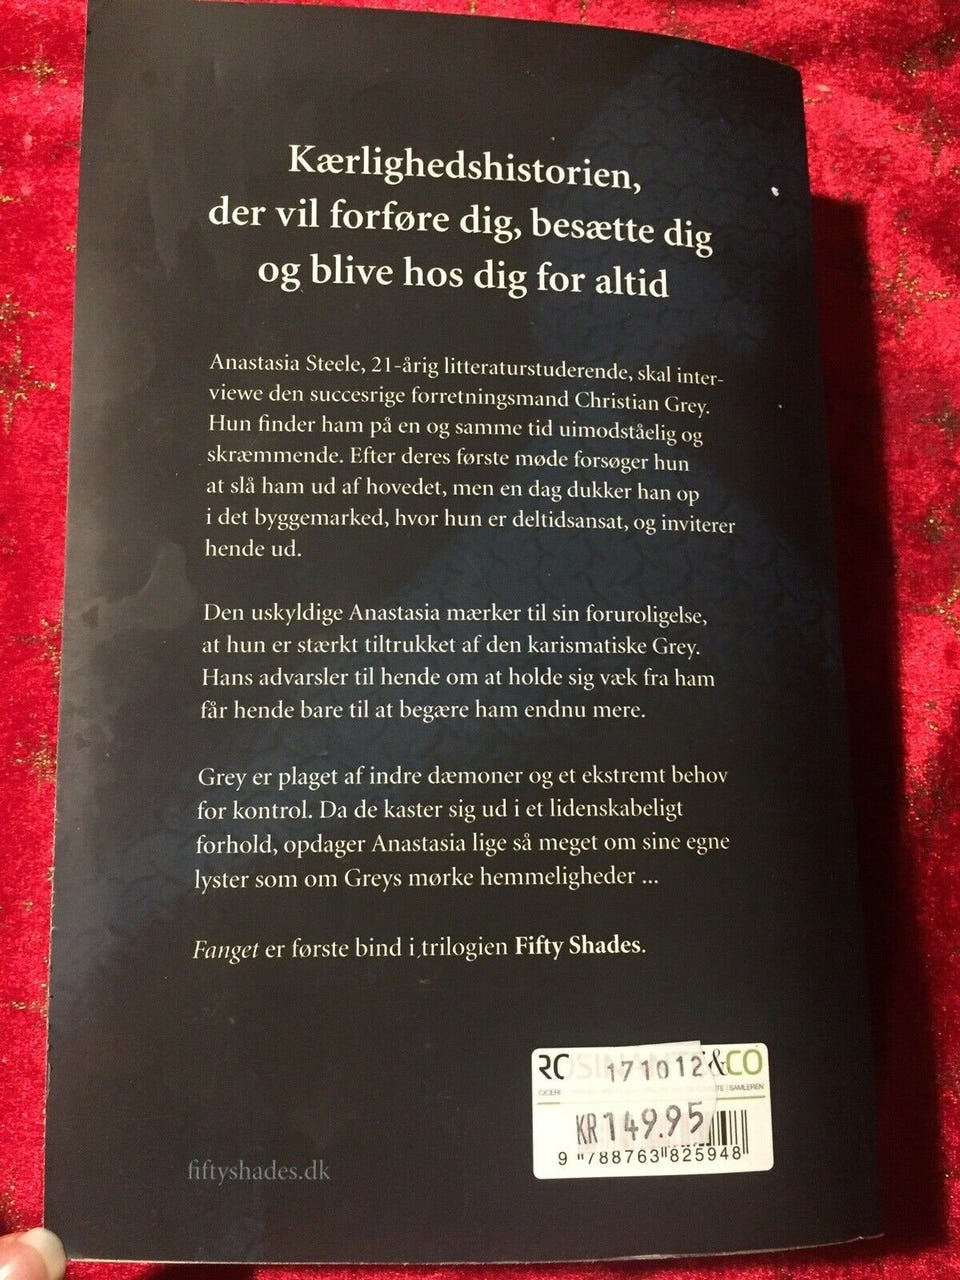 Kærlighedshistorien,
der vil forføre dig, besætte dig
og blive hos dig for altid
Anastasia Steele, 21-årig litteraturstuderende, skal inter-
viewe den succesrige forretningsmand Christian Grey.
Hun finder ham på en og samme tid uimodståelig og
skræmmende. Efter deres første møde forsøger hun
at slå ham ud af hovedet, men en dag dukker han op
i det byggemarked, hvor hun er deltidsansat, og inviterer
hende ud.
Den uskyldige Anastasia mærker til sin foruroligelse,
at hun er stærkt tiltrukket af den karismatiske Grey.
Hans advarsler til hende om at holde sig væk fra ham
får hende bare til at begære ham endnu mere.
Grey er plaget af indre dæmoner og et ekstremt behov
for kontrol. Da de kaster sig ud i et lidenskabeligt
forhold, opdager Anastasia lige så meget om sine egne
lyster som om Greys mørke hemmeligheder ...
Fanget er første bind i trilogien Fifty Shades.
&CO
171012
SAMLEREN
KR 149.95
9 788763 825948
fiftyshades.dk